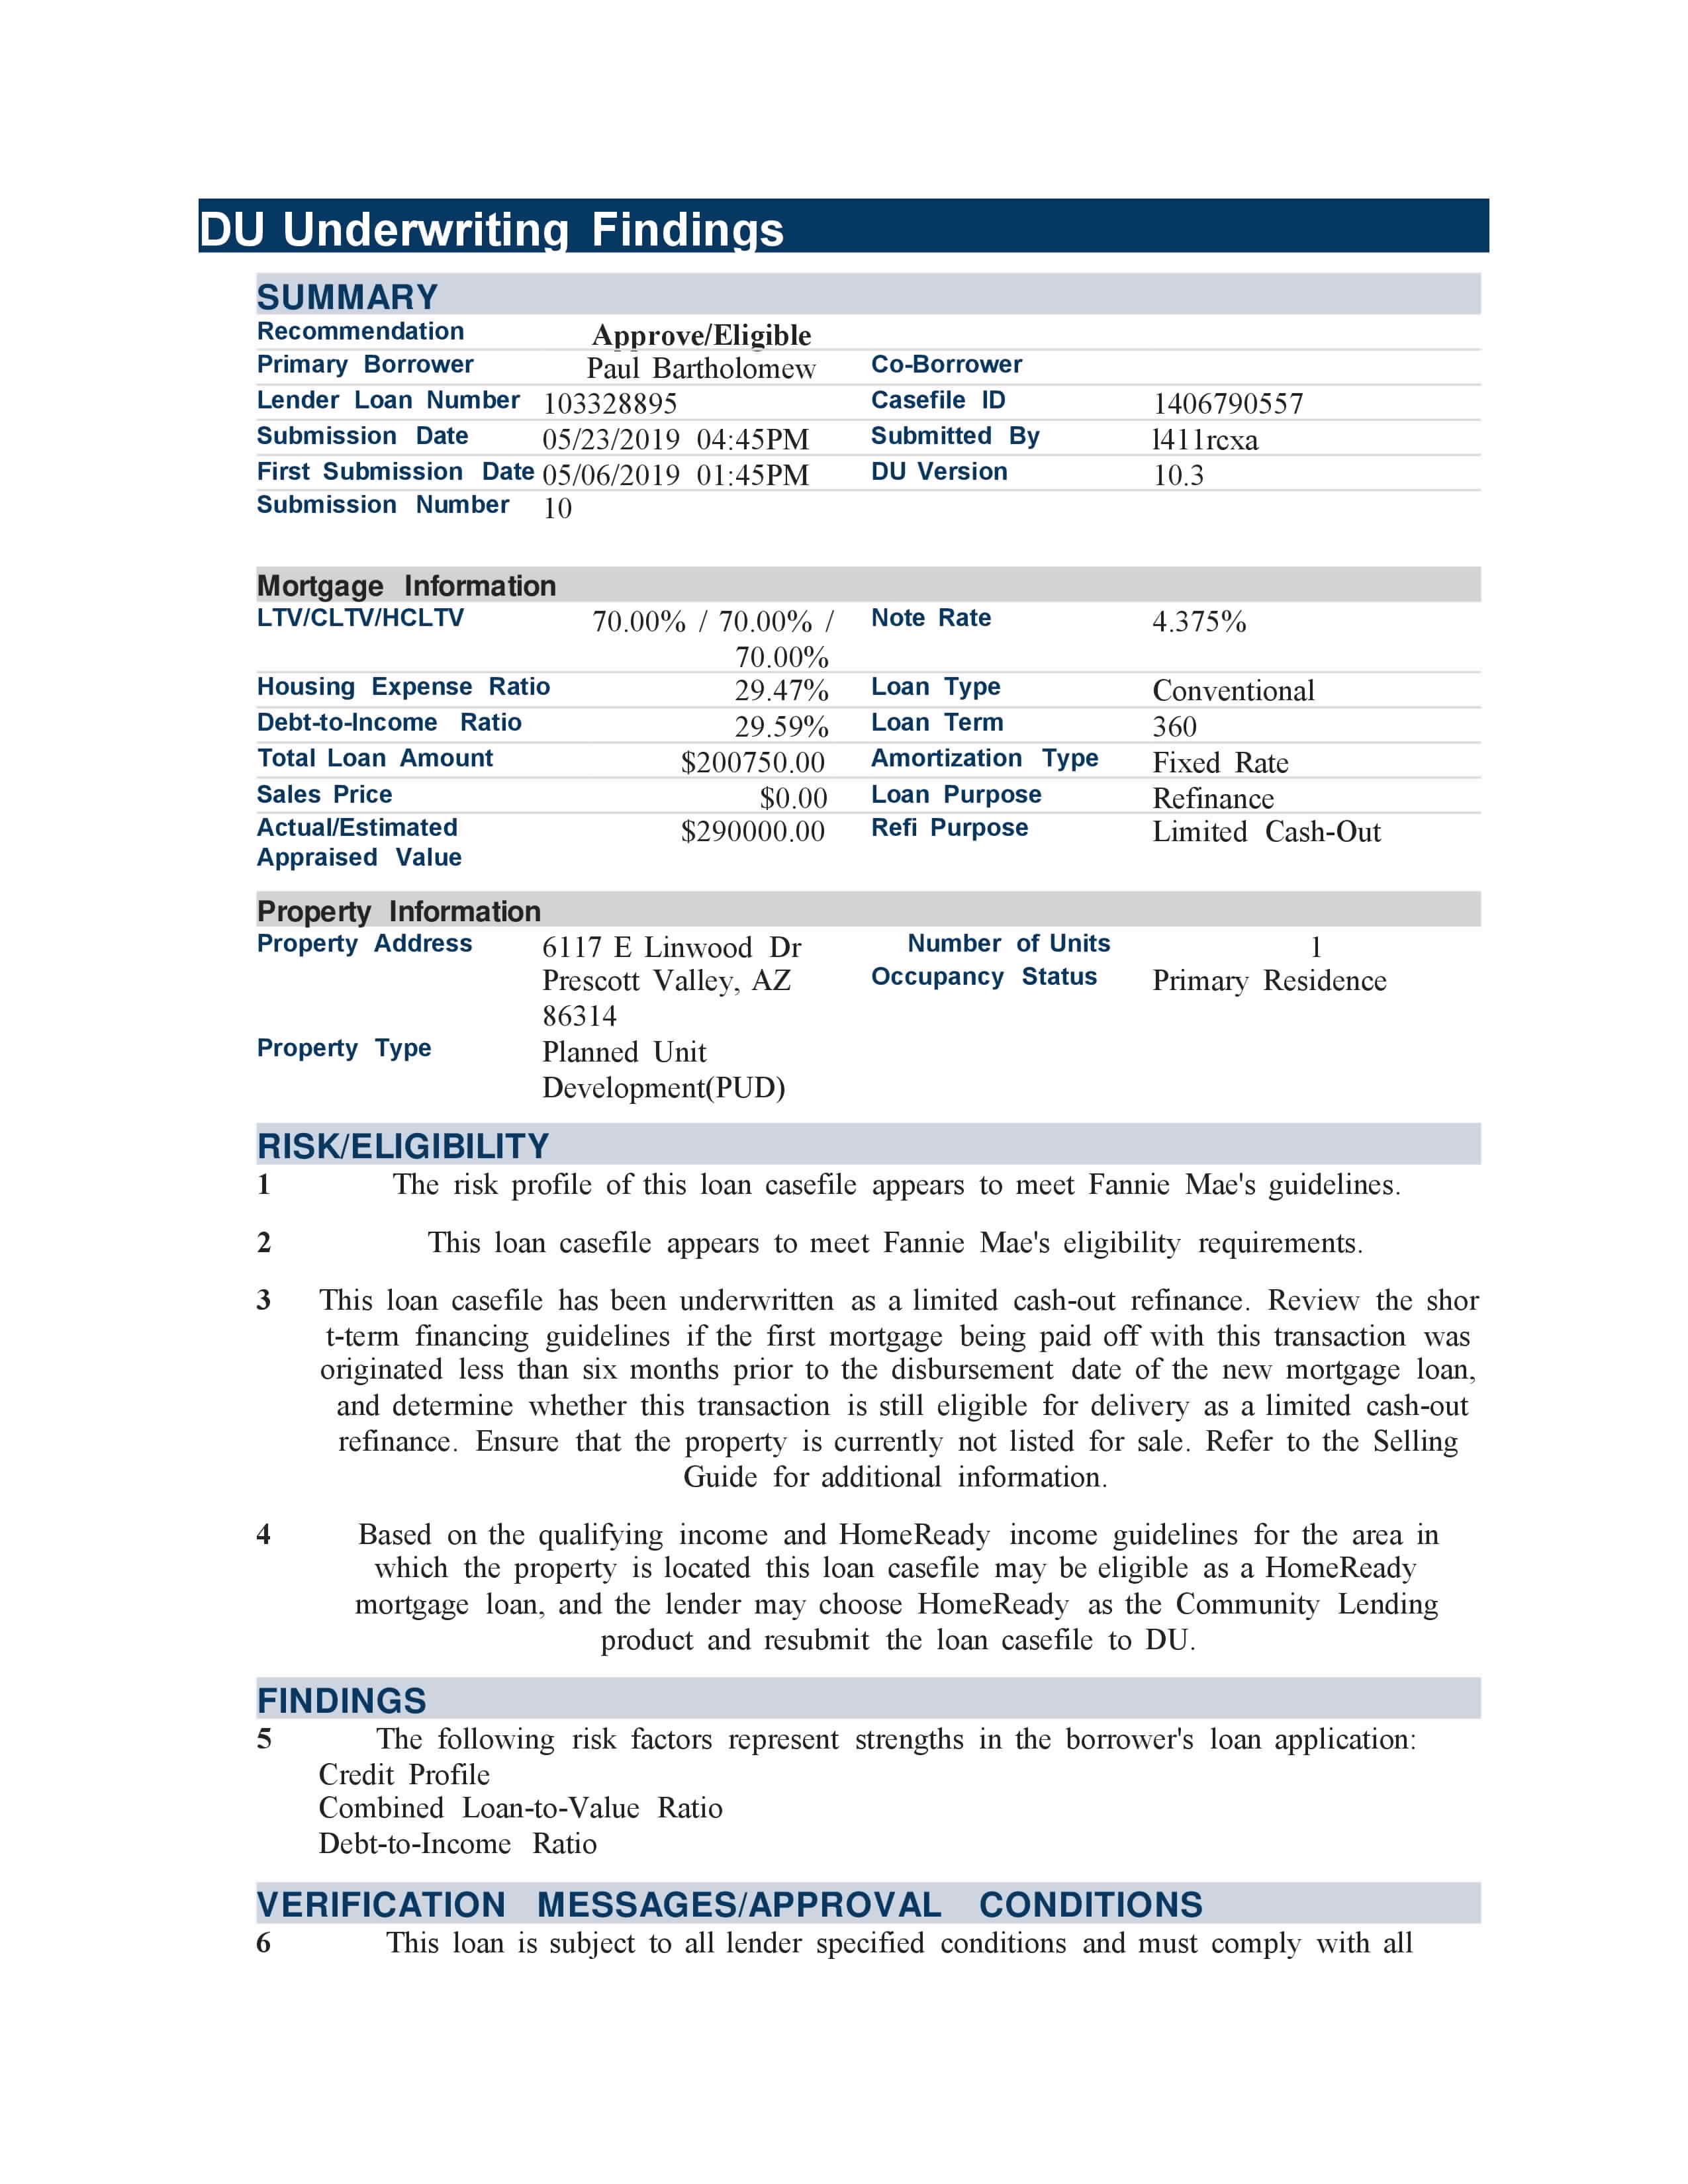 DU Underwriting Findings
SUMMARY
Recommendation Approve/Eligible
Primary Borrower Paul Bartholomew Co-Borrower
Lender Loan Number 103328895 Casefile ID 1406790557
Submission Date 05/23/2019 04:45PM Submitted By l411rcxa
First Submission Date 05/06/2019 01:45PM DU Version 10.3
Submission Number 10
Mortgage Information
LTV/CLTV/HCLTV 70.00% / 70.00% / Note Rate 4.375%
70.00%
Housing Expense Ratio 29.47% Loan Type Conventional
Debt-to-Income Ratio 29.59% Loan Term 360
Total Loan Amount $200750.00 Amortization Type Fixed Rate
Sales Price $0.00 Loan Purpose Refinance
Actual/Estimated $290000.00 Refi Purpose Limited Cash-Out
Appraised Value
Property Information
Property Address 6117 E Linwood Dr Number of Units 1
Prescott Valley, AZ Occupancy Status Primary Residence
86314
Property Type Planned Unit
Development(PUD)
RISK/ELIGIBILITY
1 The risk profile of this loan casefile appears to meet Fannie Mae's guidelines.
2 This loan casefile appears to meet Fannie Mae's eligibility requirements.
3 This loan casefile has been underwritten as a limited cash-out refinance. Review the shor
t-term financing guidelines if the first mortgage being paid off with this transaction was
originated less than six months prior to the disbursement date of the new mortgage loan,
and determine whether this transaction is still eligible for delivery as a limited cash-out
refinance. Ensure that the property is currently not listed for sale. Refer to the Selling
Guide for additional information.
4 Based on the qualifying income and HomeReady income guidelines for the area in
which the property is located this loan casefile may be eligible as a HomeReady
mortgage loan, and the lender may choose HomeReady as the Community Lending
product and resubmit the loan casefile to DU.
FINDINGS
5 The following risk factors represent strengths in the borrower's loan application:
Credit Profile
Combined Loan-to-Value Ratio
Debt-to-Income Ratio
VERIFICATION MESSAGES/APPROVAL CONDITIONS
6 This loan is subject to all lender specified conditions and must comply with all